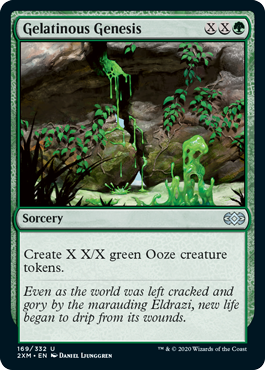 Gelatinous Genesis XX
Sorcery
Create X X/X green Ooze creature
tokens.
Even as the world was left cracked and
gory by the marauding Eldrazi, new life
began to drip from its wounds.
169/332 U
2XM • EN Daniel Ljunggren
™ & © 2020 Wizards of the Coast